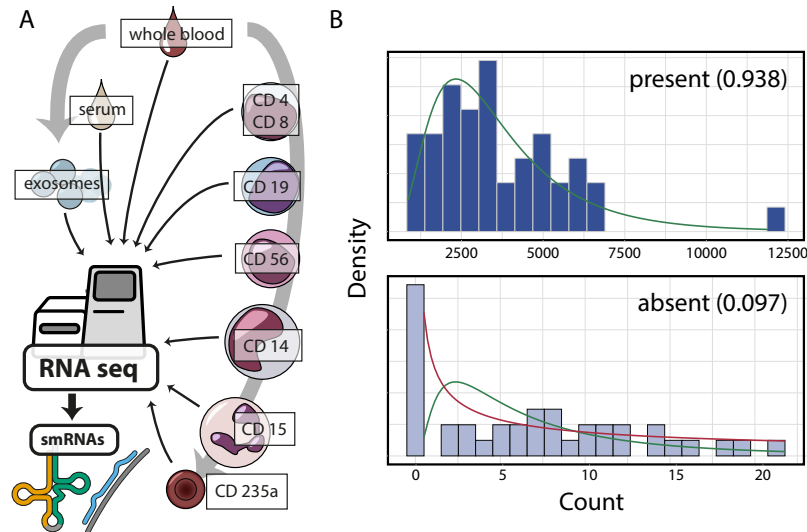 A
whole blood
serum
exosomes
CD 4
CD 8
CD 19
CD 56
CD 14
CD 15
CD 235a
RNA seq
smRNAs
B
present (0.938)
2500 5000 7500 10000 12500
Density
absent (0.097)
0 5 10 15 20
Count